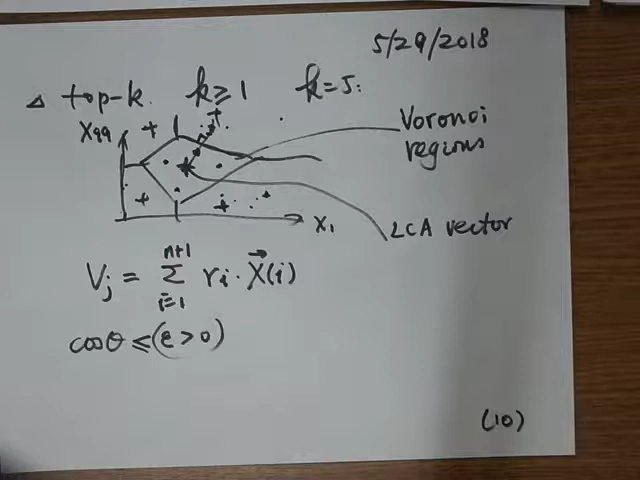 5/29/2018
△ top-k. k ≥ 1 k = 5.
X99
Voronoi
regions
X1
LCA vector
Vj = Σ_{i=1}^{n+1} ri · X⃗(i)
cosθ ≤ (ε > 0)
(10)